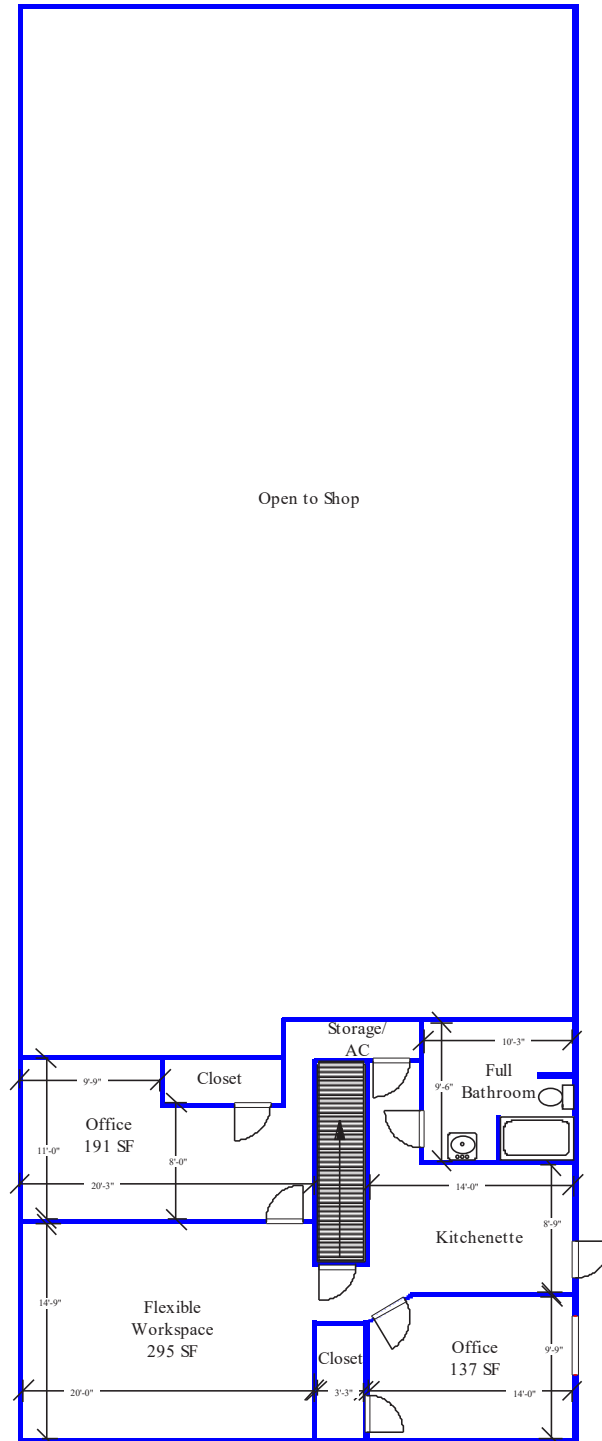 Open to Shop
Storage/
AC
10'-3"
Closet
9'-9"
9'-6"
Full
Bathroom
Office
191 SF
11'-0"
8'-0"
20'-3"
14'-0"
8'-9"
Kitchenette
14'-9"
Flexible
Workspace
295 SF
Closet
Office
137 SF
9'-9"
20'-0"
3'-3"
14'-0"